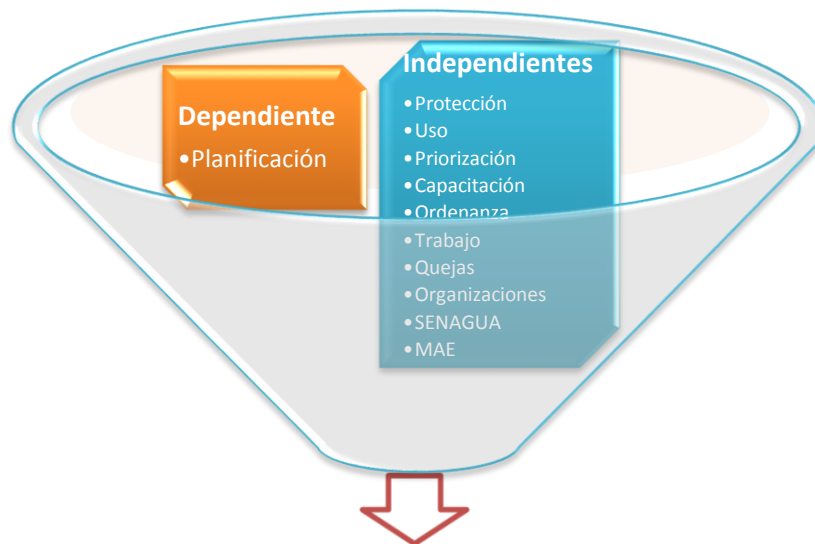 Dependiente
•Planificación
Independientes
•Protección
•Uso
•Priorización
•Capacitación
•Ordenanza
•Trabajo
•Quejas
•Organizaciones
•SENAGUA
•MAE